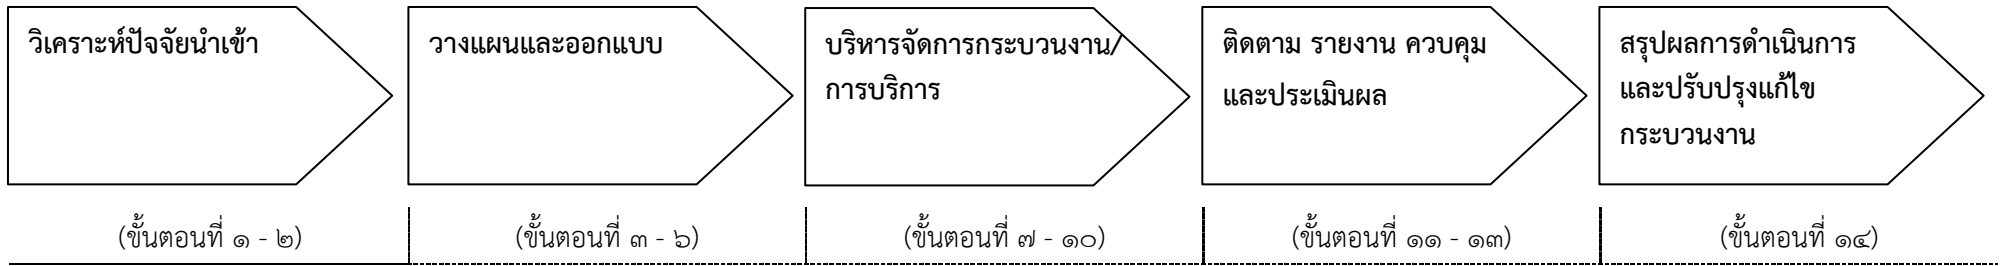 วิเคราะห์ปัจจัยนำเข้า
วางแผนและออกแบบ
บริหารจัดการกระบวนงาน/
การบริการ
ติดตาม รายงาน ควบคุม
และประเมินผล
สรุปผลการดำเนินการ
และปรับปรุงแก้ไข
กระบวนงาน
(ขั้นตอนที่ ๑ - ๒)
(ขั้นตอนที่ ๓ - ๖)
(ขั้นตอนที่ ๗ - ๑๐)
(ขั้นตอนที่ ๑๑ - ๑๓)
(ขั้นตอนที่ ๑๔)